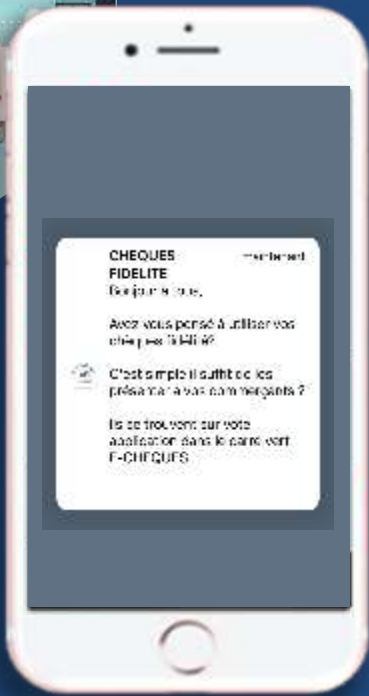 CHEQUES maintenant
FIDELITE
Bonjour à tous,
Avez vous pensé à utiliser vos
chèques fidélité?
C'est simple il suffit de les
présenter à vos commerçants ?
Ils se trouvent sur vote
application dans le carré vert
E-CHEQUES